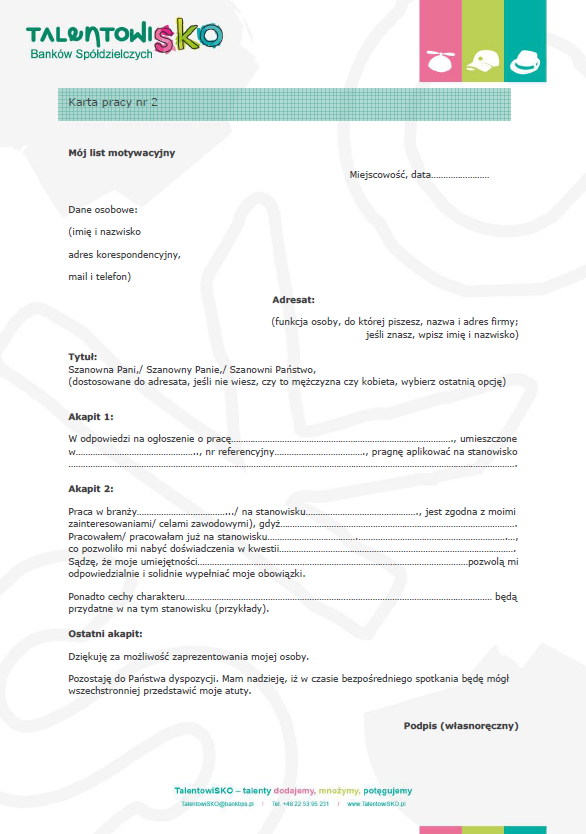 TALENTOWISKO
Banków Spółdzielczych
Karta pracy nr 2
Mój list motywacyjny
Miejscowość, data......................
Dane osobowe:
(imię i nazwisko
adres korespondencyjny,
mail i telefon)
Adresat:
(funkcja osoby, do której piszesz, nazwa i adres firmy;
jeśli znasz, wpisz imię i nazwisko)
Tytuł:
Szanowna Pani,/ Szanowny Panie,/ Szanowni Państwo,
(dostosowane do adresata, jeśli nie wiesz, czy to mężczyzna czy kobieta, wybierz ostatnią opcję)
Akapit 1:
W odpowiedzi na ogłoszenie o pracę..............................................................................., umieszczone
w..........................................., nr referencyjny................................., pragnę aplikować na stanowisko
..............................................................................................................................................................
Akapit 2:
Praca w branży................................../ na stanowisku........................................, jest zgodna z moimi
zainteresowaniami/ celami zawodowymi), gdyż...................................................................................
Pracowałem/ pracowałam już na stanowisku.......................................................................................,
co pozwoliło mi nabyć doświadczenia w kwestii...................................................................................
Sądzę, że moje umiejętności................................................................................................pozwolą mi
odpowiedzialnie i solidnie wypełniać moje obowiązki.
Ponadto cechy charakteru............................................................................................................ będą
przydatne w na tym stanowisku (przykłady).
Ostatni akapit:
Dziękuję za możliwość zaprezentowania mojej osoby.
Pozostaję do Państwa dyspozycji. Mam nadzieję, iż w czasie bezpośredniego spotkania będę mógł
wszechstronniej przedstawić moje atuty.
Podpis (własnoręczny)
TalentowiSKO – talenty dodajemy, mnożymy, potęgujemy
TalentowiSKO@bankbps.pl / Tel: +48 22 53 95 231 / www.TalentowiSKO.pl